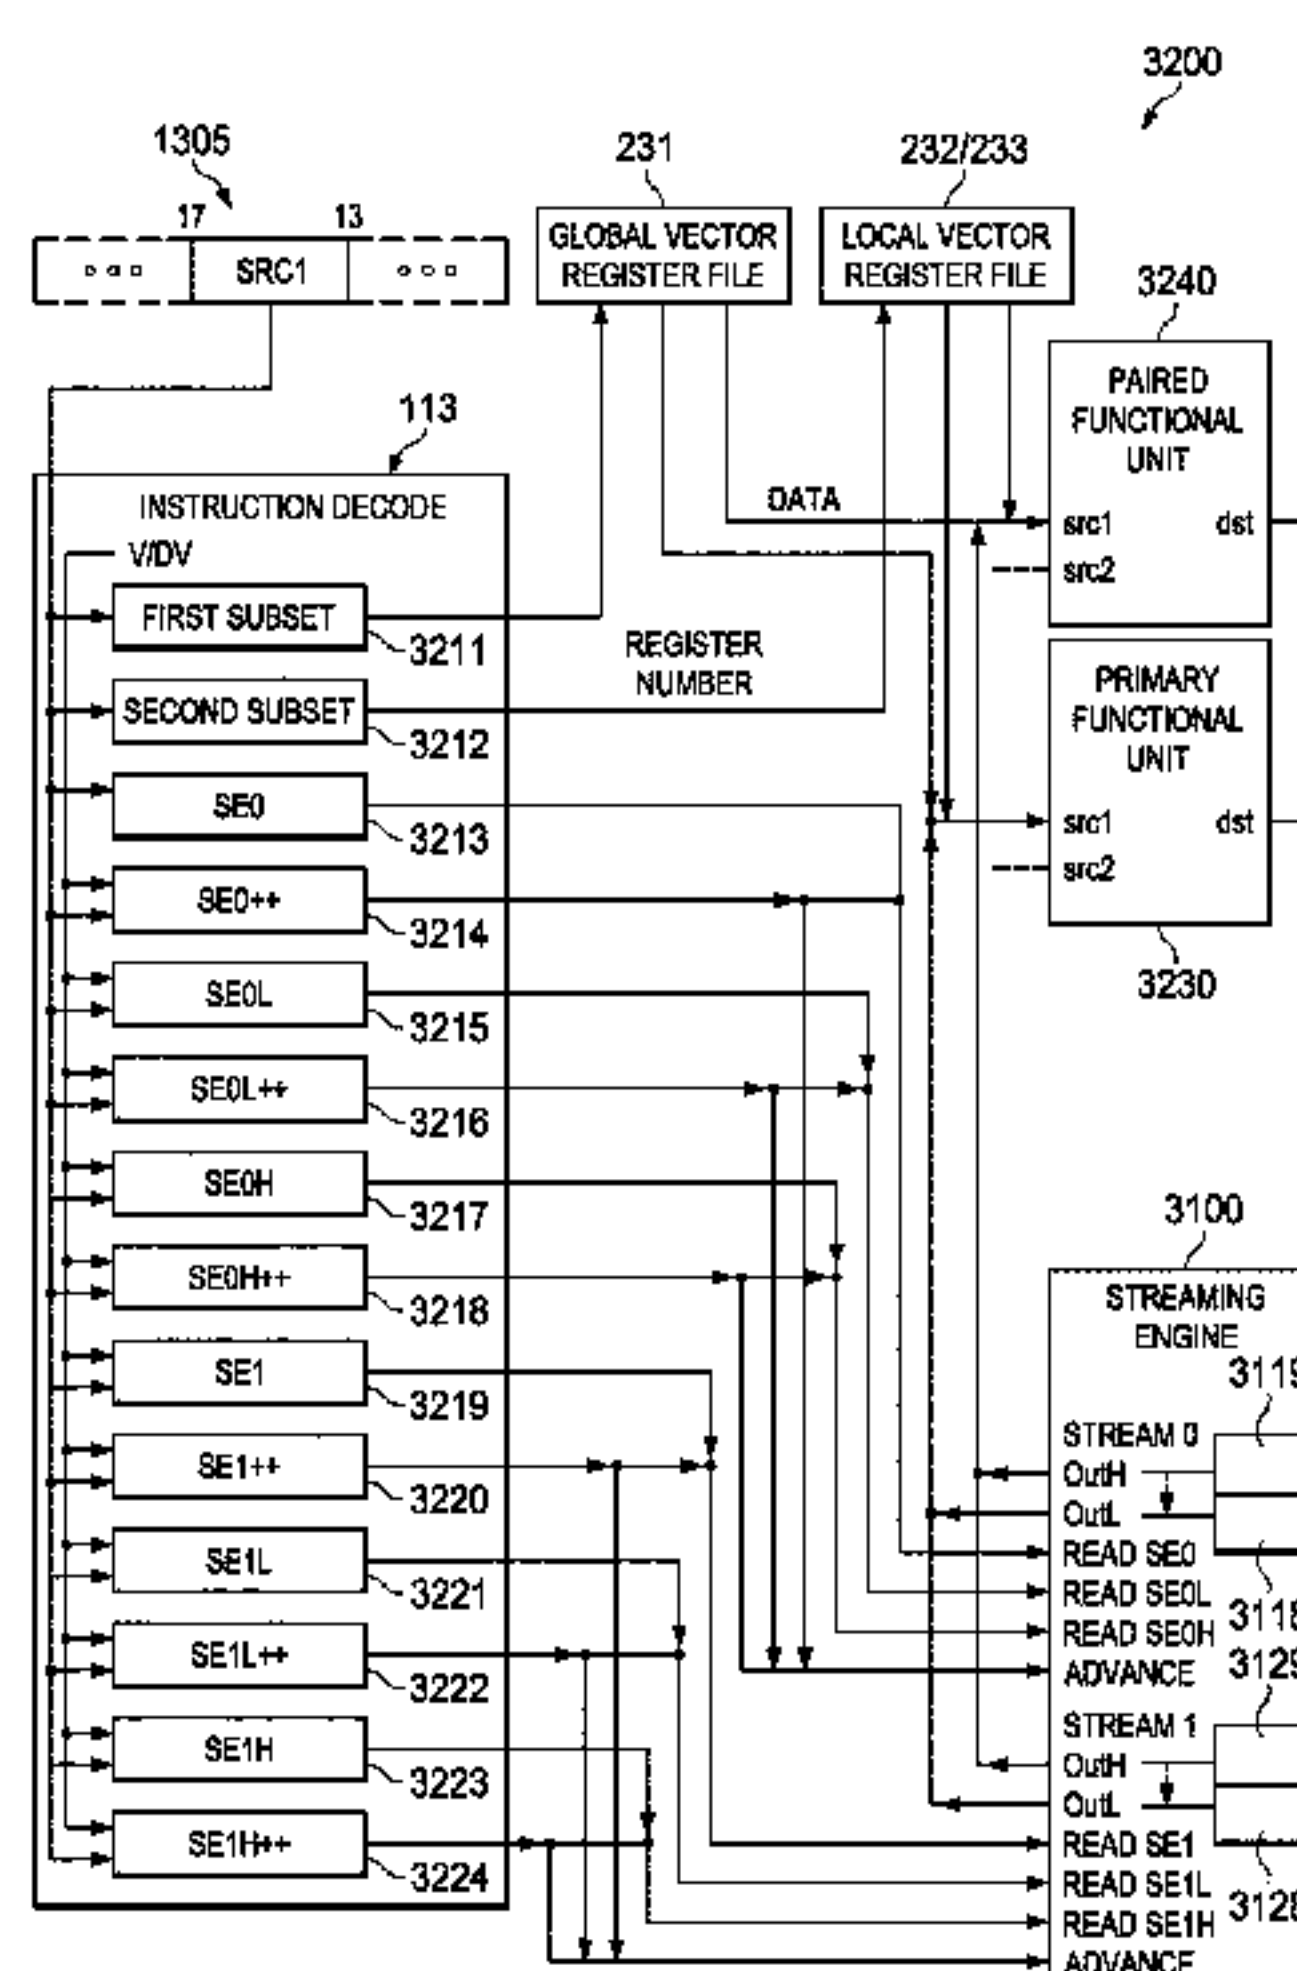 3200
1305
231
232/233
17 13
SRC1
GLOBAL VECTOR
REGISTER FILE
LOCAL VECTOR
REGISTER FILE
3240
PAIRED
FUNCTIONAL
UNIT
113
INSTRUCTION DECODE
DATA
src1 dst
src2
V/DV
FIRST SUBSET
3211
REGISTER
NUMBER
SECOND SUBSET
3212
PRIMARY
FUNCTIONAL
UNIT
src1 dst
src2
3230
SE0
3213
SE0++
3214
SE0L
3215
SE0L++
3216
SE0H
3217
SE0H++
3218
SE1
3219
SE1++
3220
SE1L
3221
SE1L++
3222
SE1H
3223
SE1H++
3224
3100
STREAMING
ENGINE
3119
STREAM 0
OutH
OutL
READ SE0
READ SE0L
3118
READ SE0H
ADVANCE
3129
STREAM 1
OutH
OutL
READ SE1
READ SE1L
3128
READ SE1H
ADVANCE